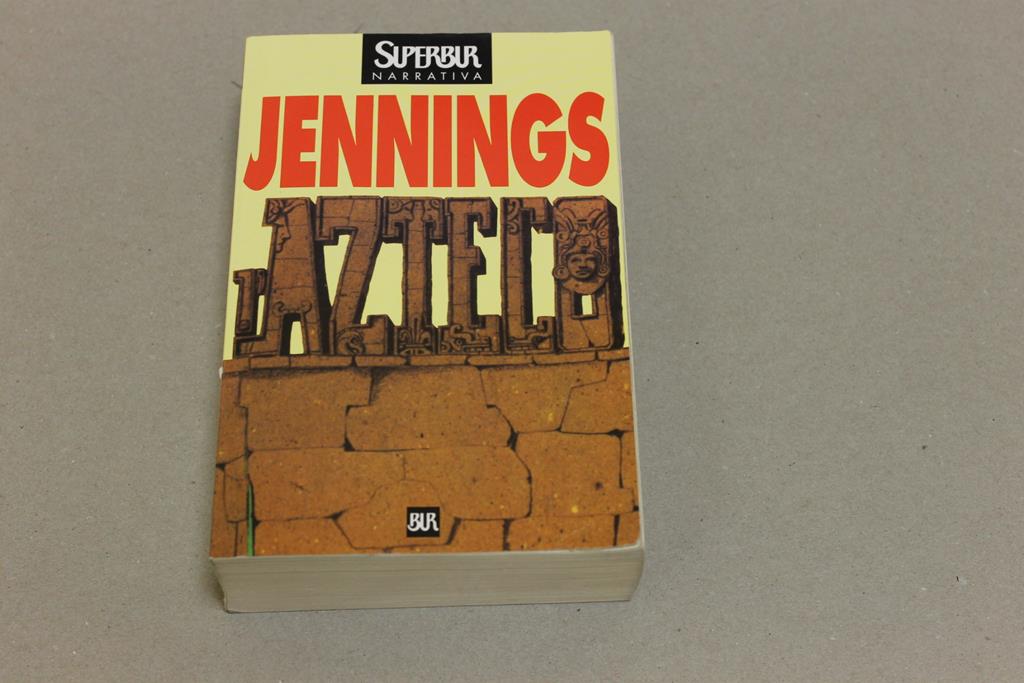 SUPERBUR
NARRATIVA
JENNINGS
l'AZTECO
BUR